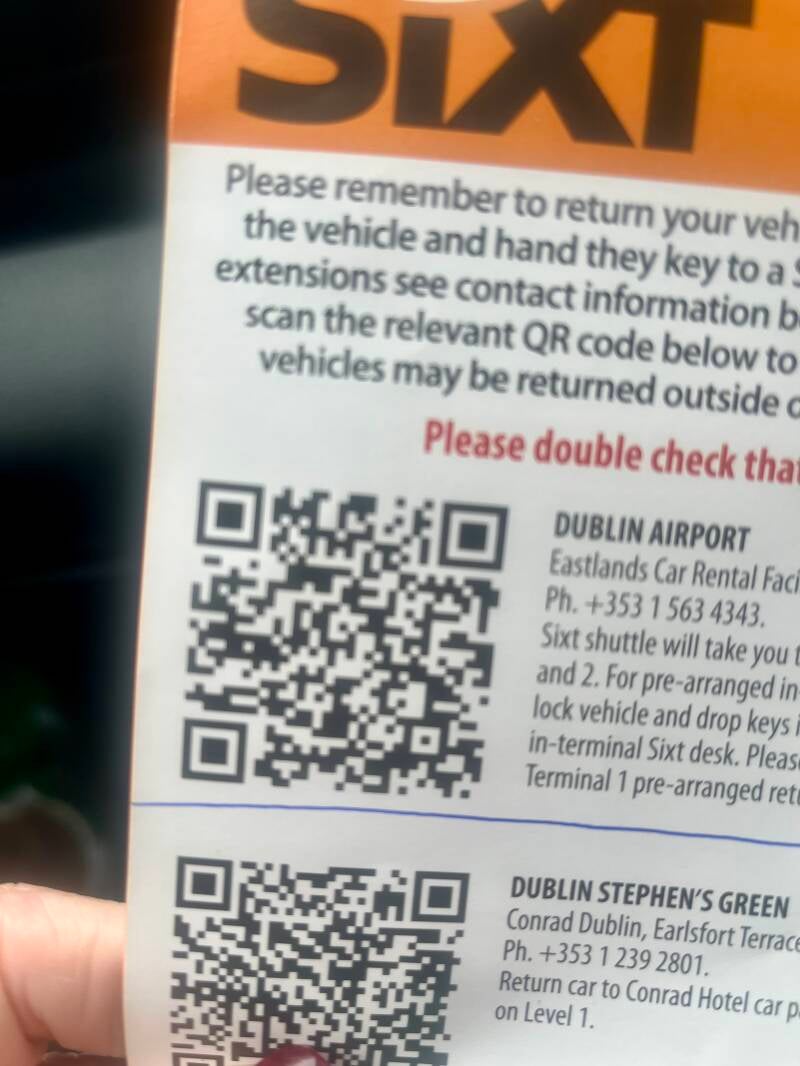 SIXT
Please remember to return your veh
the vehicle and hand they key to a S
extensions see contact information b
scan the relevant QR code below to
vehicles may be returned outside o
Please double check that
DUBLIN AIRPORT
Eastlands Car Rental Faci
Ph. +353 1 563 4343.
Sixt shuttle will take you t
and 2. For pre-arranged in-
lock vehicle and drop keys i
in-terminal Sixt desk. Please
Terminal 1 pre-arranged retu
DUBLIN STEPHEN'S GREEN
Conrad Dublin, Earlsfort Terrace
Ph. +353 1 239 2801.
Return car to Conrad Hotel car p
on Level 1.